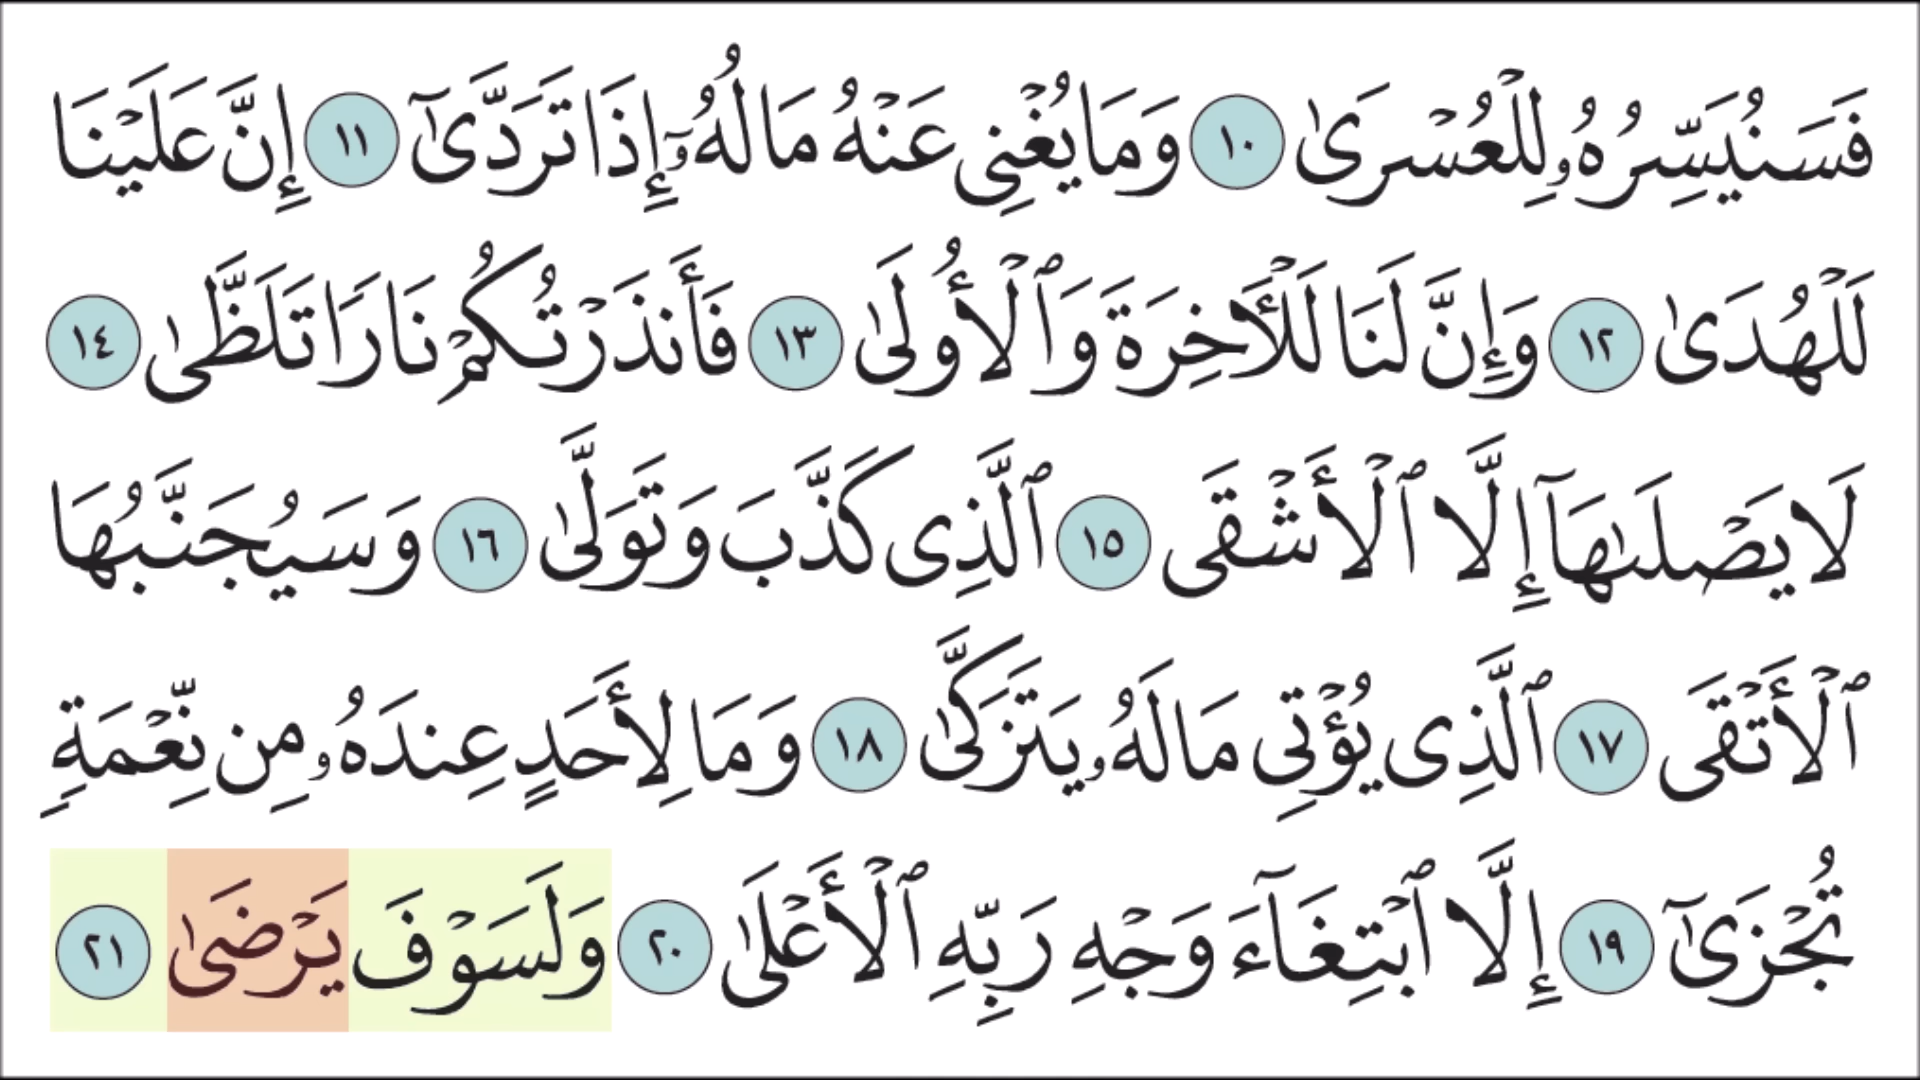 فَسَنُيَسِّرُهُۥ لِلْعُسْرَىٰ ١٠ وَمَا يُغْنِى عَنْهُ مَالُهُۥٓ إِذَا تَرَدَّىٰٓ ١١ إِنَّ عَلَيْنَا
لَلْهُدَىٰ ١٢ وَإِنَّ لَنَا لَلْـَٔاخِرَةَ وَٱلْأُولَىٰ ١٣ فَأَنذَرْتُكُمْ نَارًا تَلَظَّىٰ ١٤
لَا يَصْلَىٰهَآ إِلَّا ٱلْأَشْقَى ١٥ ٱلَّذِى كَذَّبَ وَتَوَلَّىٰ ١٦ وَسَيُجَنَّبُهَا
ٱلْأَتْقَى ١٧ ٱلَّذِى يُؤْتِى مَالَهُۥ يَتَزَكَّىٰ ١٨ وَمَا لِأَحَدٍ عِندَهُۥ مِن نِّعْمَةٍ
تُجْزَىٰٓ ١٩ إِلَّا ٱبْتِغَآءَ وَجْهِ رَبِّهِ ٱلْأَعْلَىٰ ٢٠ وَلَسَوْفَ يَرْضَىٰ ٢١